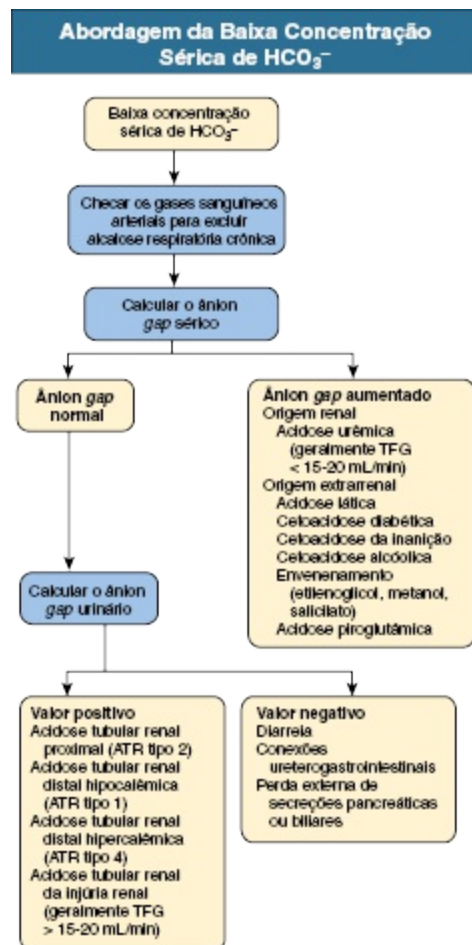 Abordagem da Baixa Concentração
Sérica de HCO₃⁻
Baixa concentração
sérica de HCO₃⁻
Checar os gases sanguíneos
arteriais para excluir
alcalose respiratória crônica
Calcular o ânion
gap sérico
Ânion gap
normal
Ânion gap aumentado
Origem renal
Acidose urêmica
(geralmente TFG
< 15-20 mL/min)
Origem extrarrenal
Acidose lática
Cetoacidose diabética
Cetoacidose da inanição
Cetoacidose alcóolica
Envenenamento
(etilenoglicol, metanol,
salicilato)
Acidose piroglutâmica
Calcular o ânion
gap urinário
Valor positivo
Acidose tubular renal
proximal (ATR tipo 2)
Acidose tubular renal
distal hipocalêmica
(ATR tipo 1)
Acidose tubular renal
distal hipercalêmica
(ATR tipo 4)
Acidose tubular renal
da injúria renal
(geralmente TFG
> 15-20 mL/min)
Valor negativo
Diarreia
Conexões
ureterogastrointestinais
Perda externa de
secreções pancreáticas
ou biliares